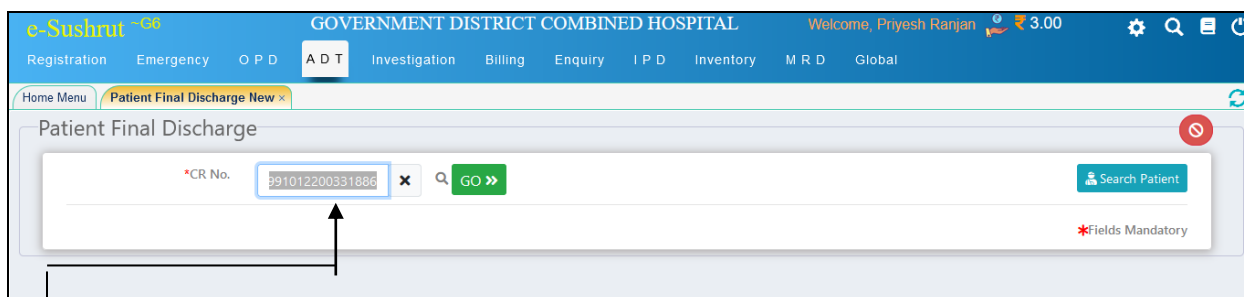 e-Sushrut ~G6 GOVERNMENT DISTRICT COMBINED HOSPITAL Welcome, Priyesh Ranjan ₹ 3.00
Registration Emergency O P D A D T Investigation Billing Enquiry I P D Inventory M R D Global
Home Menu Patient Final Discharge New ×
Patient Final Discharge
*CR No. 991012200331886 GO Search Patient
*Fields Mandatory